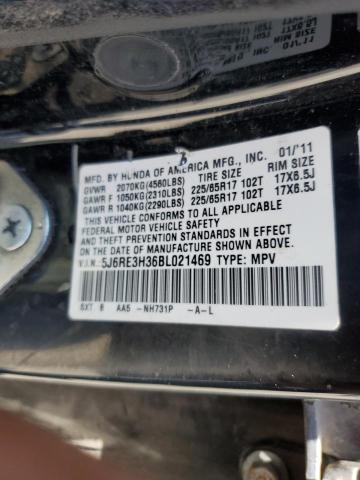 MFD. BY HONDA OF AMERICA MFG., INC. 01/'11
GVWR 2070KG(4560LBS) TIRE SIZE RIM SIZE
GAWR F 1050KG(2310LBS) 225/65R17 102T 17X6.5J
GAWR R 1040KG(2290LBS) 225/65R17 102T 17X6.5J
THIS VEHICLE CONFORMS TO ALL APPLICABLE
FEDERAL MOTOR VEHICLE SAFETY
STANDARDS IN EFFECT
ON THE DATE OF MANUFACTURE SHOWN ABOVE.
V.I.N.: 5J6RE3H36BL021469 TYPE: MPV
SXT B AA5 -NH731P -A-L